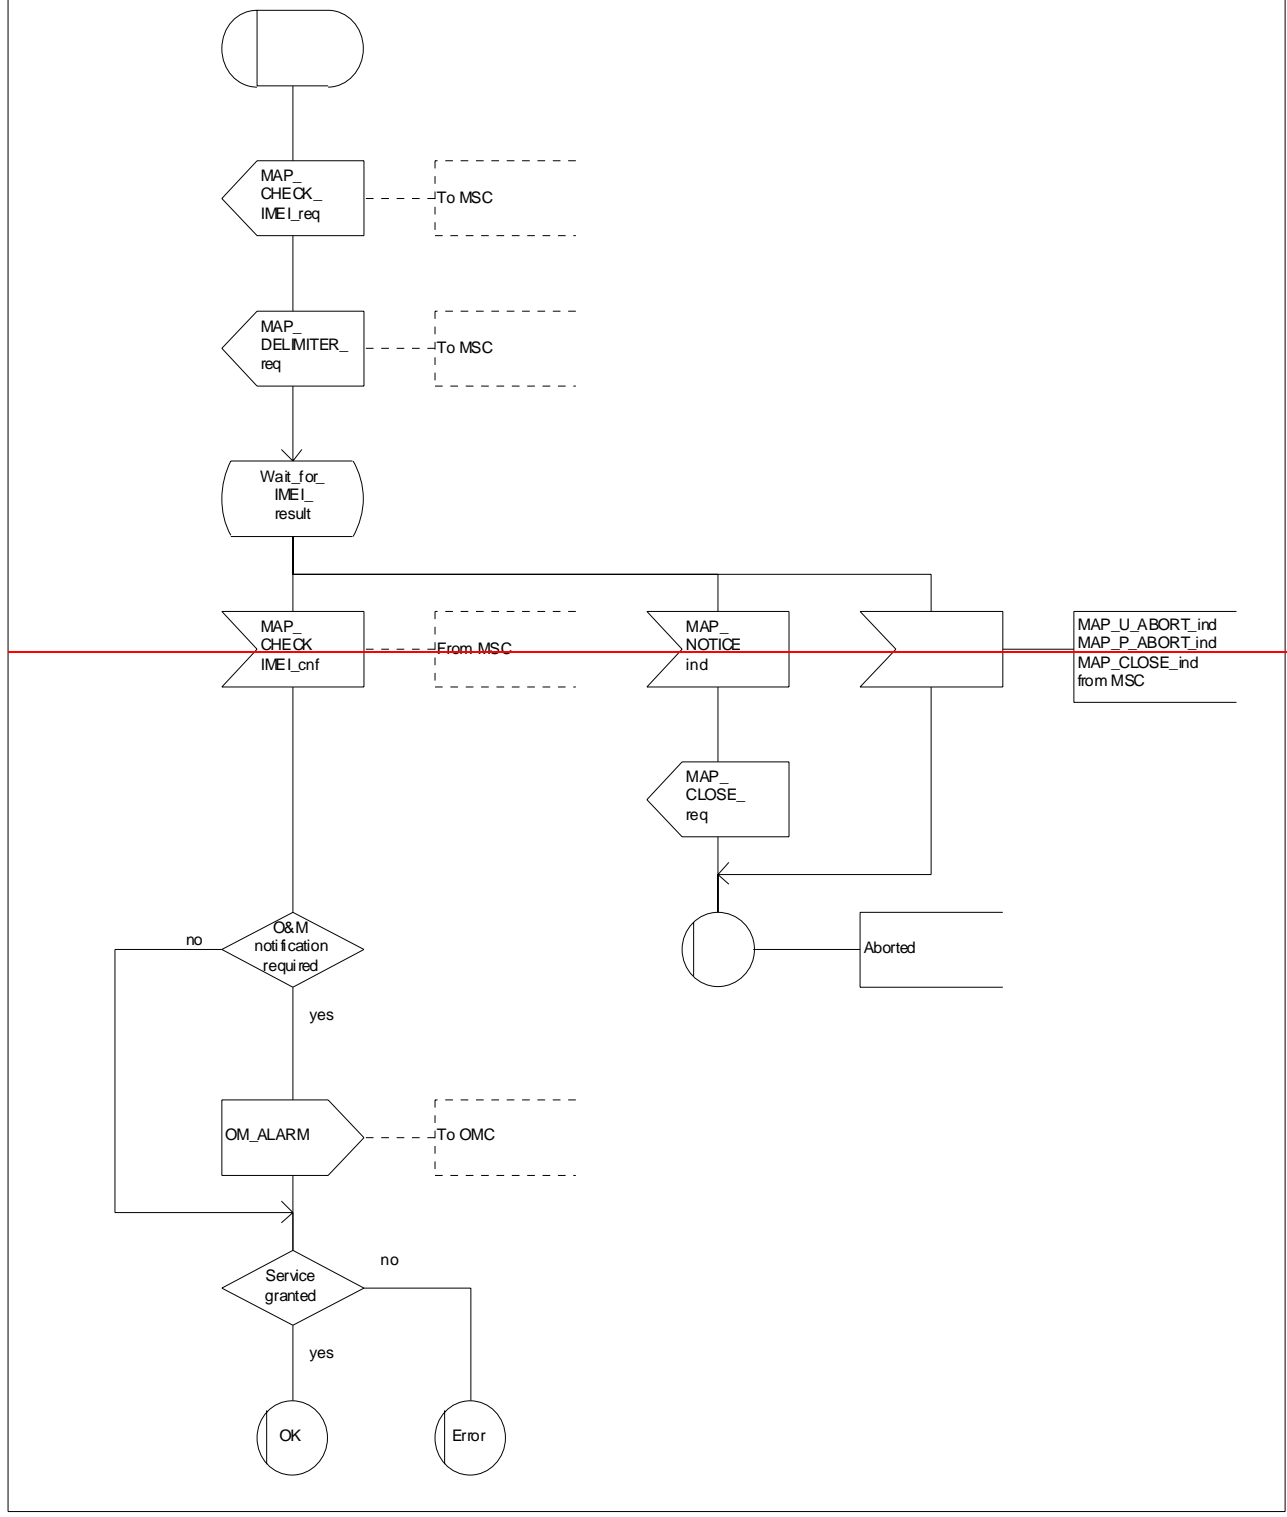 MAP_
CHECK_
IMEI_req
To MSC
MAP_
DELIMITER_
req
To MSC
Wait_for_
IMEI_
result
MAP_
CHECK
IMEI_cnf
From MSC
MAP_
NOTICE
ind
MAP_U_ABORT_ind
MAP_P_ABORT_ind
MAP_CLOSE_ind
from MSC
MAP_
CLOSE_
req
O&M
notification
required
no
yes
Aborted
OM_ALARM
To OMC
Service
granted
no
yes
OK
Error